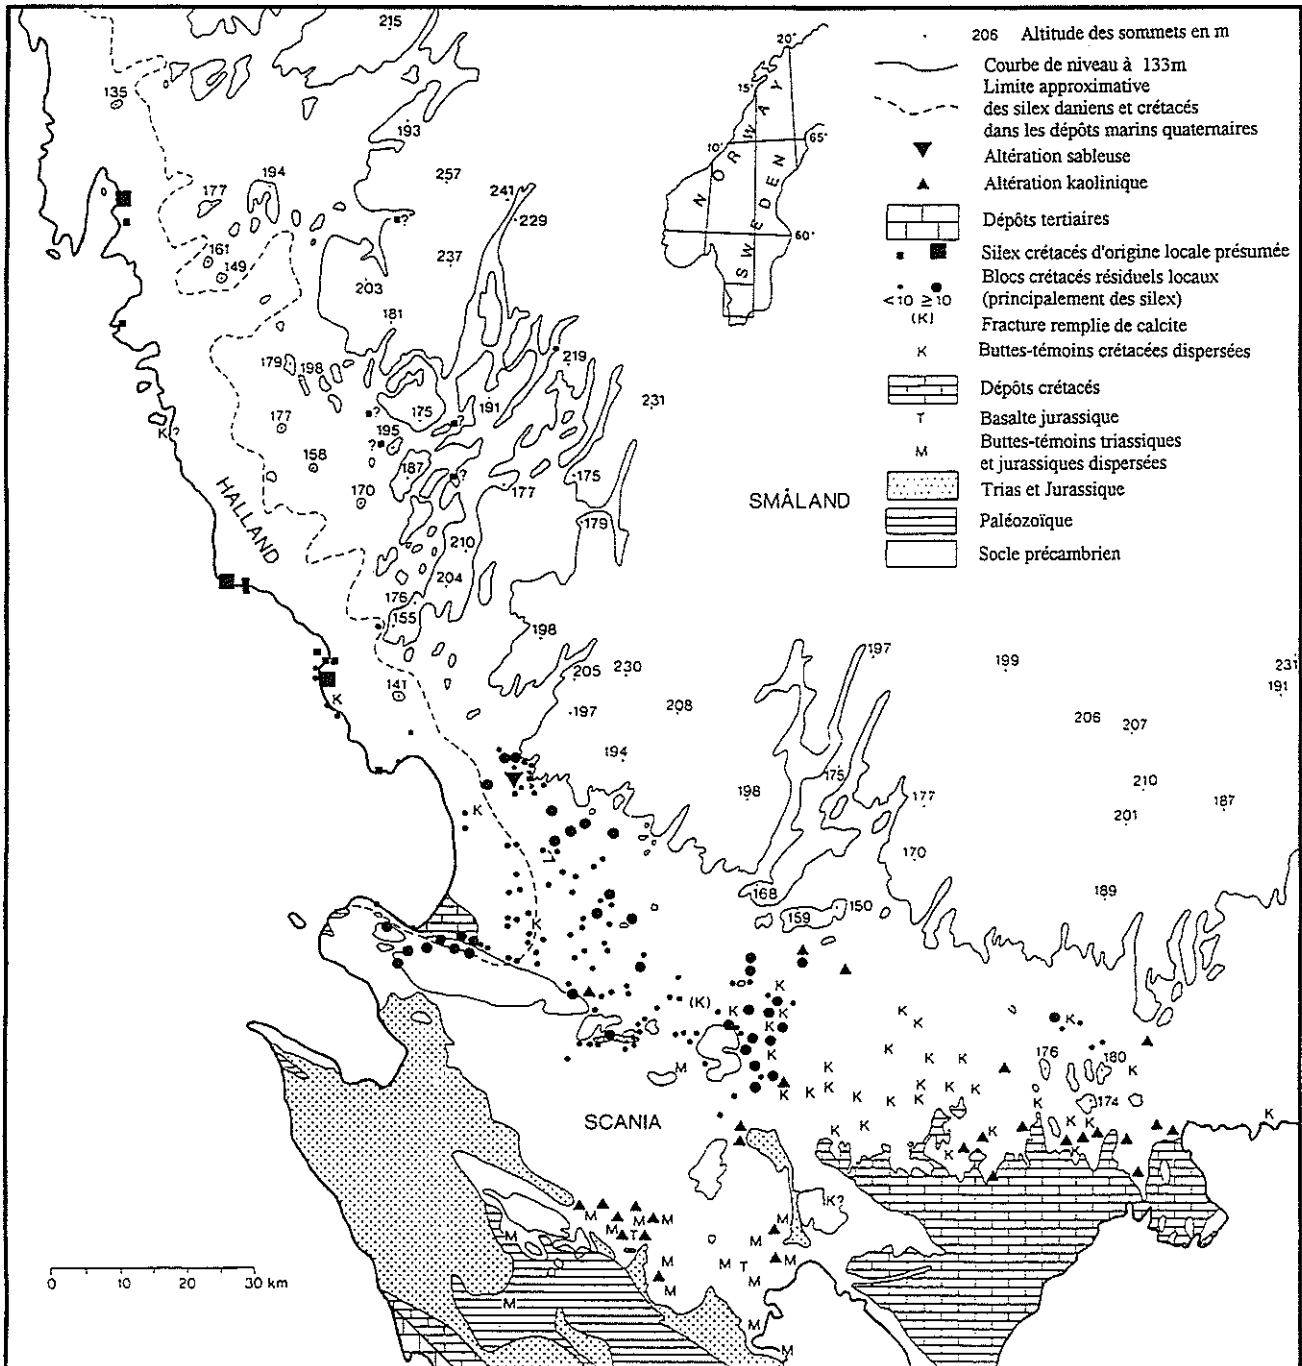 206 Altitude des sommets en m
Courbe de niveau à 133m
Limite approximative
des silex daniens et crétacés
dans les dépôts marins quaternaires
Altération sableuse
Altération kaolinique
Dépôts tertiaires
Silex crétacés d'origine locale présumée
Blocs crétacés résiduels locaux
<10 ≥10 (principalement des silex)
(K) Fracture remplie de calcite
K Buttes-témoins crétacées dispersées
Dépôts crétacés
T Basalte jurassique
Buttes-témoins triassiques
M et jurassiques dispersées
Trias et Jurassique
Paléozoïque
Socle précambrien
20°
15°
10°
65°
60°
NORWAY
SWEDEN
215
135
193
194
177
257
241
229
?
161
149
237
203
181
179
198
219
175
191
231
177
?
195
?
?
K?
158
187
?
170
177
175
HALLAND
SMÅLAND
179
210
204
176
155
198
197
199
231
205
230
191
141
K
197
208
206
207
194
175
210
198
177
187
K
201
170
168
189
159
150
K
K
(K)
K
K
K
K
K
K
K
M
K
K
K
K
176
180
K
K
K
K
K
K
K
K
K
K
K
174
SCANIA
K
K
K
K
K
K
K
K
K?
M
M
M
M
M
M
T
M
M
M
M
M
M
T
M
M
M
M
0 10 20 30 km